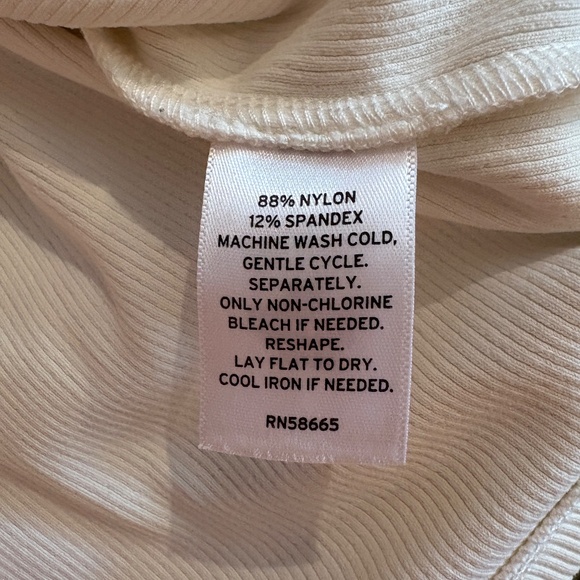 88% NYLON
12% SPANDEX
MACHINE WASH COLD,
GENTLE CYCLE.
SEPARATELY.
ONLY NON-CHLORINE
BLEACH IF NEEDED.
RESHAPE.
LAY FLAT TO DRY.
COOL IRON IF NEEDED.
RN58665